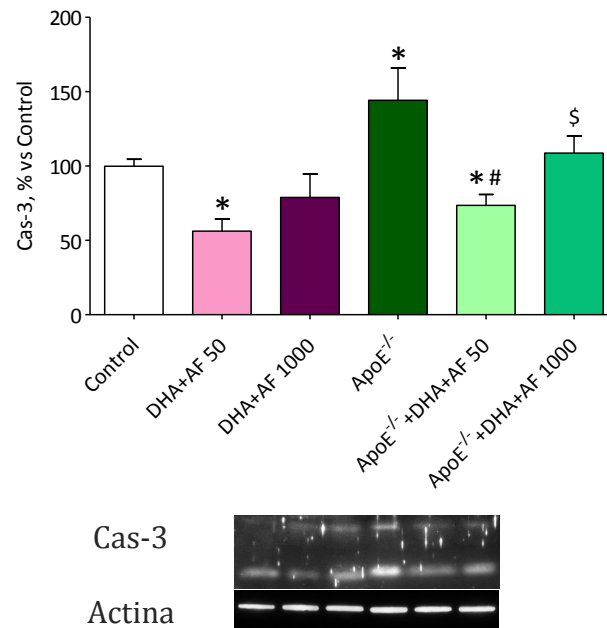 200
150
100
50
0
Cas-3, % vs Control
*
*
*#
$
Control
DHA+AF 50
DHA+AF 1000
ApoE-/-
ApoE-/-+DHA+AF 50
ApoE-/-+DHA+AF 1000
Cas-3
Actina